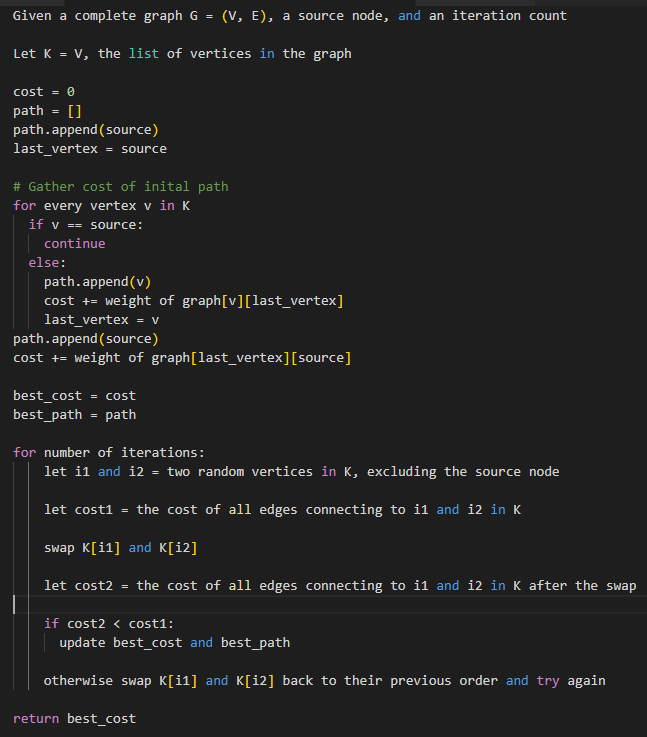 Given a complete graph G = (V, E), a source node, and an iteration count
Let K = V, the list of vertices in the graph
cost = 0
path = []
path.append(source)
last_vertex = source
# Gather cost of inital path
for every vertex v in K
if v == source:
continue
else:
path.append(v)
cost += weight of graph[v][last_vertex]
last_vertex = v
path.append(source)
cost += weight of graph[last_vertex][source]
best_cost = cost
best_path = path
for number of iterations:
let i1 and i2 = two random vertices in K, excluding the source node
let cost1 = the cost of all edges connecting to i1 and i2 in K
swap K[i1] and K[i2]
let cost2 = the cost of all edges connecting to i1 and i2 in K after the swap
if cost2 < cost1:
update best_cost and best_path
otherwise swap K[i1] and K[i2] back to their previous order and try again
return best_cost